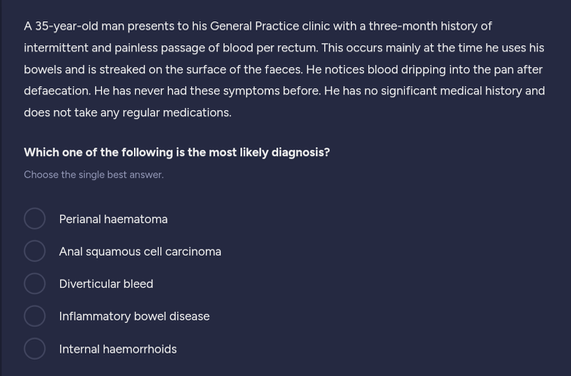 A 35-year-old man presents to his General Practice clinic with a three-month history of
intermittent and painless passage of blood per rectum. This occurs mainly at the time he uses his
bowels and is streaked on the surface of the faeces. He notices blood dripping into the pan after
defaecation. He has never had these symptoms before. He has no significant medical history and
does not take any regular medications.
Which one of the following is the most likely diagnosis?
Choose the single best answer.
Perianal haematoma
Anal squamous cell carcinoma
Diverticular bleed
Inflammatory bowel disease
Internal haemorrhoids